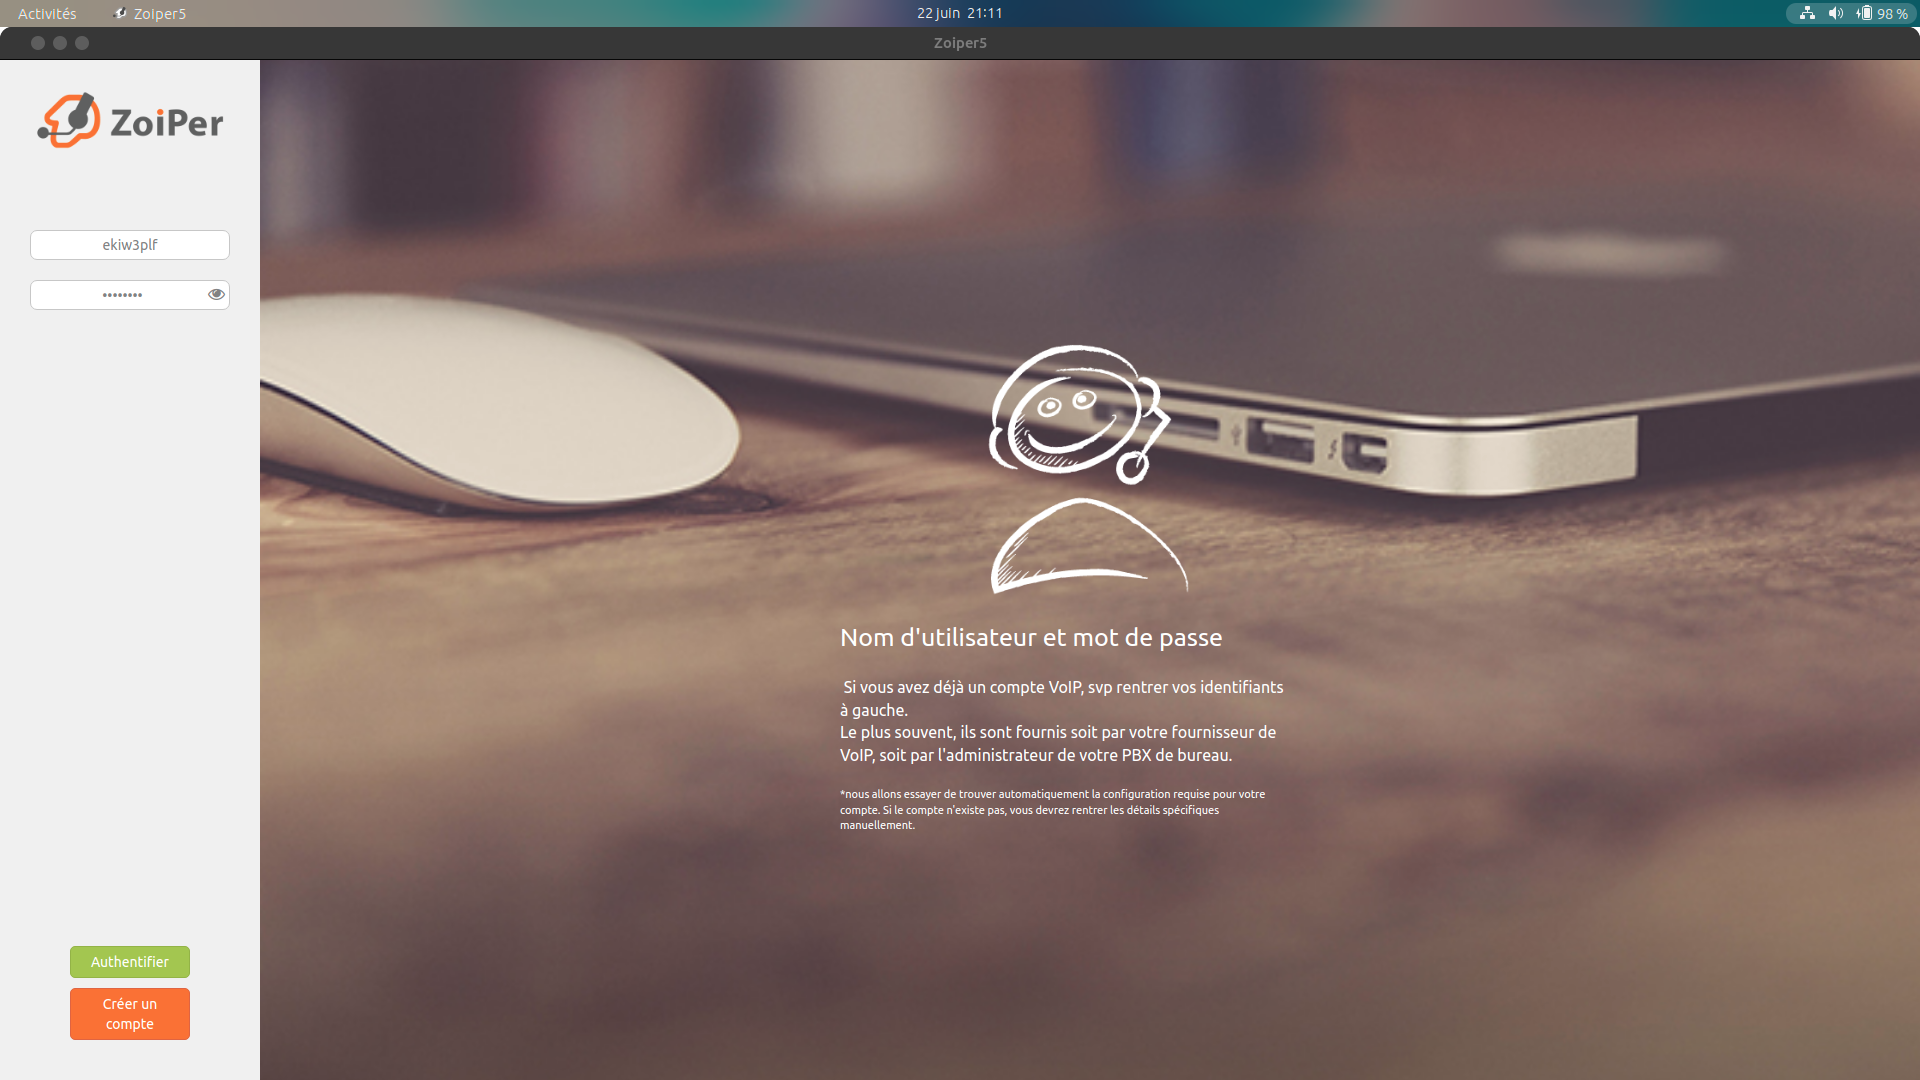 Activités
Zoiper5
22 juin 21:11
98 %
Zoiper5
ZoiPer
ekiw3plf
••••••••
Nom d'utilisateur et mot de passe
Si vous avez déjà un compte VoIP, svp rentrer vos identifiants
à gauche.
Le plus souvent, ils sont fournis soit par votre fournisseur de
VoIP, soit par l'administrateur de votre PBX de bureau.
*nous allons essayer de trouver automatiquement la configuration requise pour votre
compte. Si le compte n'existe pas, vous devrez rentrer les détails spécifiques
manuellement.
Authentifier
Créer un
compte